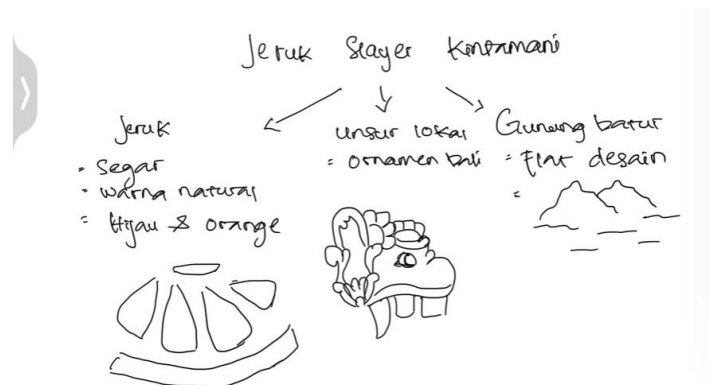 Jeruk Slayer Kintamani
Jeruk
- Segar
- warna natural
= Hijau & orange
unsur lokal
= ornamen bali
Gunung batur
= Flat desain
=